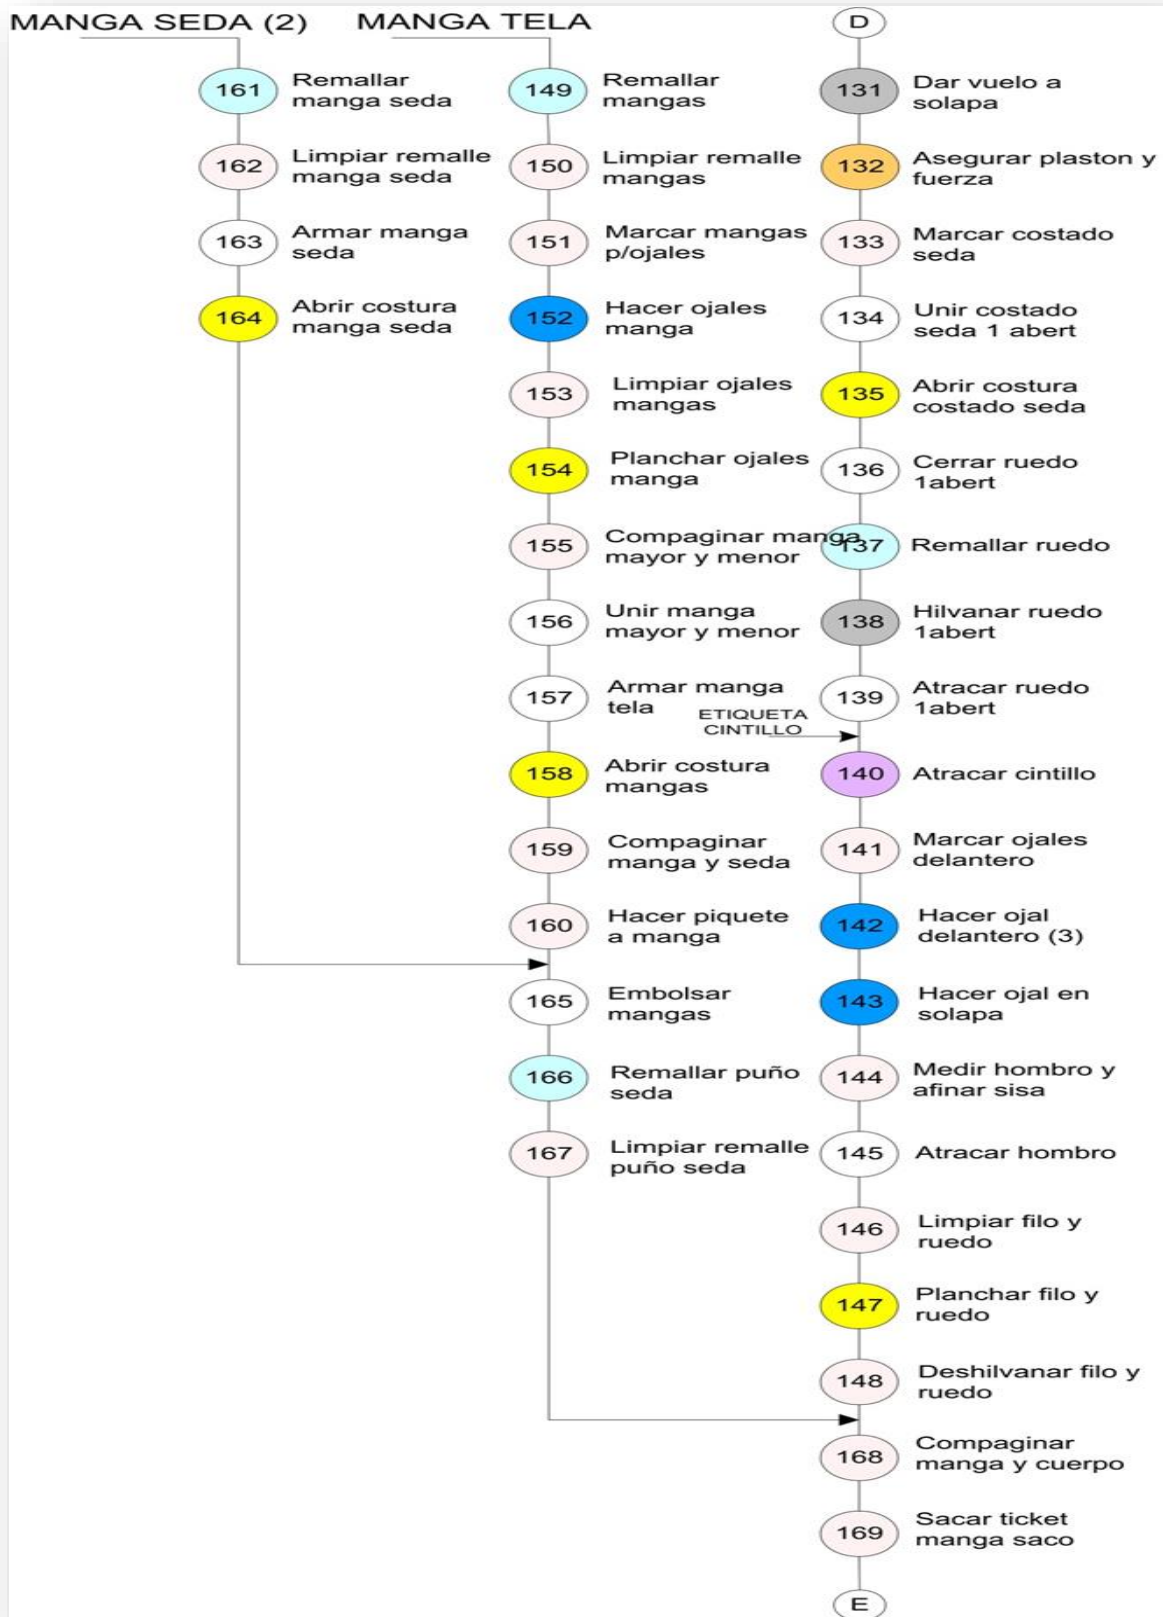 MANGA SEDA (2)
161
Remallar
manga seda
162
Limpiar remalle
manga seda
163
Armar manga
seda
164
Abrir costura
manga seda
MANGA TELA
149
Remallar
mangas
150
Limpiar remalle
mangas
151
Marcar mangas
p/ojales
152
Hacer ojales
manga
153
Limpiar ojales
mangas
154
Planchar ojales
manga
155
Compaginar manga
mayor y menor
156
Unir manga
mayor y menor
157
Armar manga
tela
158
Abrir costura
mangas
159
Compaginar
manga y seda
160
Hacer piquete
a manga
165
Embolsar
mangas
166
Remallar puño
seda
167
Limpiar remalle
puño seda
D
131
Dar vuelo a
solapa
132
Asegurar plaston y
fuerza
133
Marcar costado
seda
134
Unir costado
seda 1 abert
135
Abrir costura
costado seda
136
Cerrar ruedo
1abert
137
Remallar ruedo
138
Hilvanar ruedo
1abert
139
Atracar ruedo
1abert
ETIQUETA
CINTILLO
140
Atracar cintillo
141
Marcar ojales
delantero
142
Hacer ojal
delantero (3)
143
Hacer ojal en
solapa
144
Medir hombro y
afinar sisa
145
Atracar hombro
146
Limpiar filo y
ruedo
147
Planchar filo y
ruedo
148
Deshilvanar filo y
ruedo
168
Compaginar
manga y cuerpo
169
Sacar ticket
manga saco
E